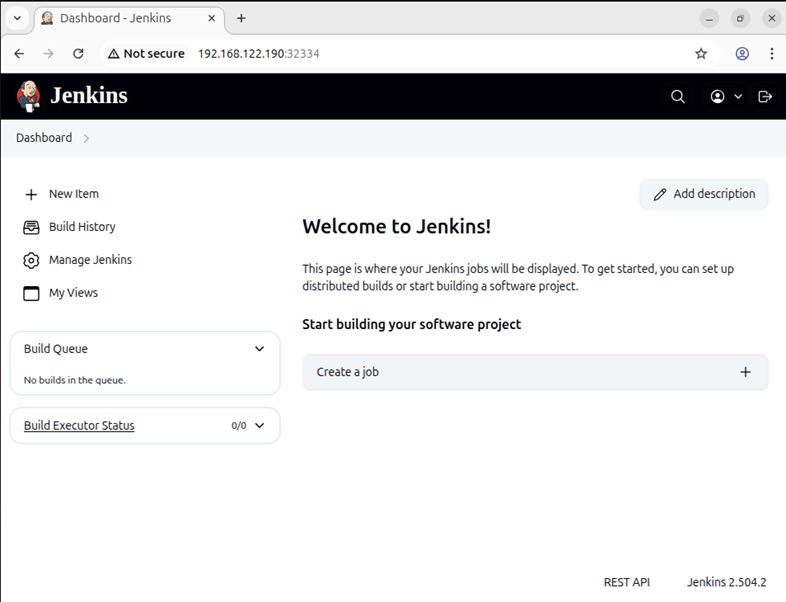 Dashboard - Jenkins
Not secure 192.168.122.190:32334
Jenkins
Dashboard
New Item
Build History
Manage Jenkins
My Views
Build Queue
No builds in the queue.
Build Executor Status 0/0
Add description
Welcome to Jenkins!
This page is where your Jenkins jobs will be displayed. To get started, you can set up
distributed builds or start building a software project.
Start building your software project
Create a job
REST API Jenkins 2.504.2